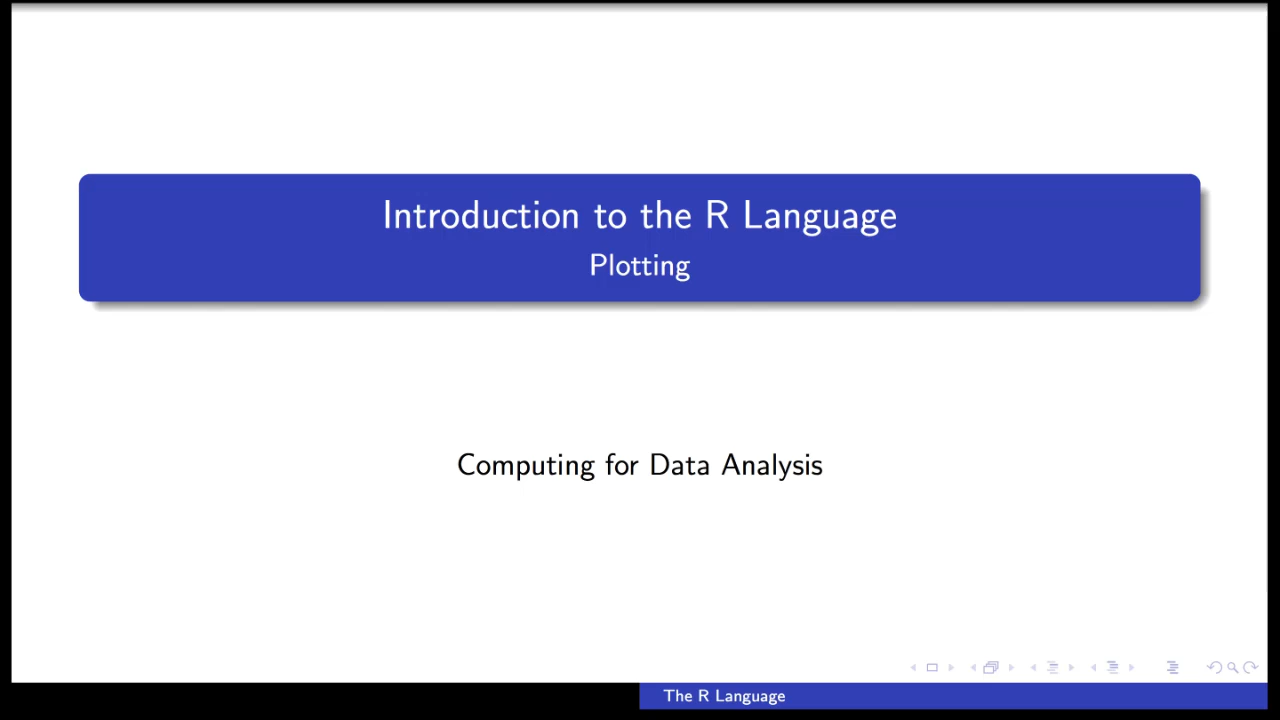 Introduction to the R Language
Plotting
Computing for Data Analysis
The R Language